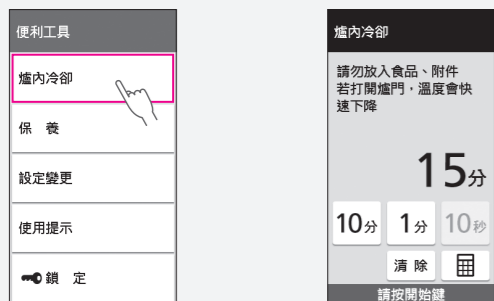 便利工具
爐內冷卻
保 養
設定變更
使用提示
鎖 定
爐內冷卻
請勿放入食品、附件
若打開爐門，溫度會快
速下降
15分
10分 1分 10秒
清 除
請按開始鍵